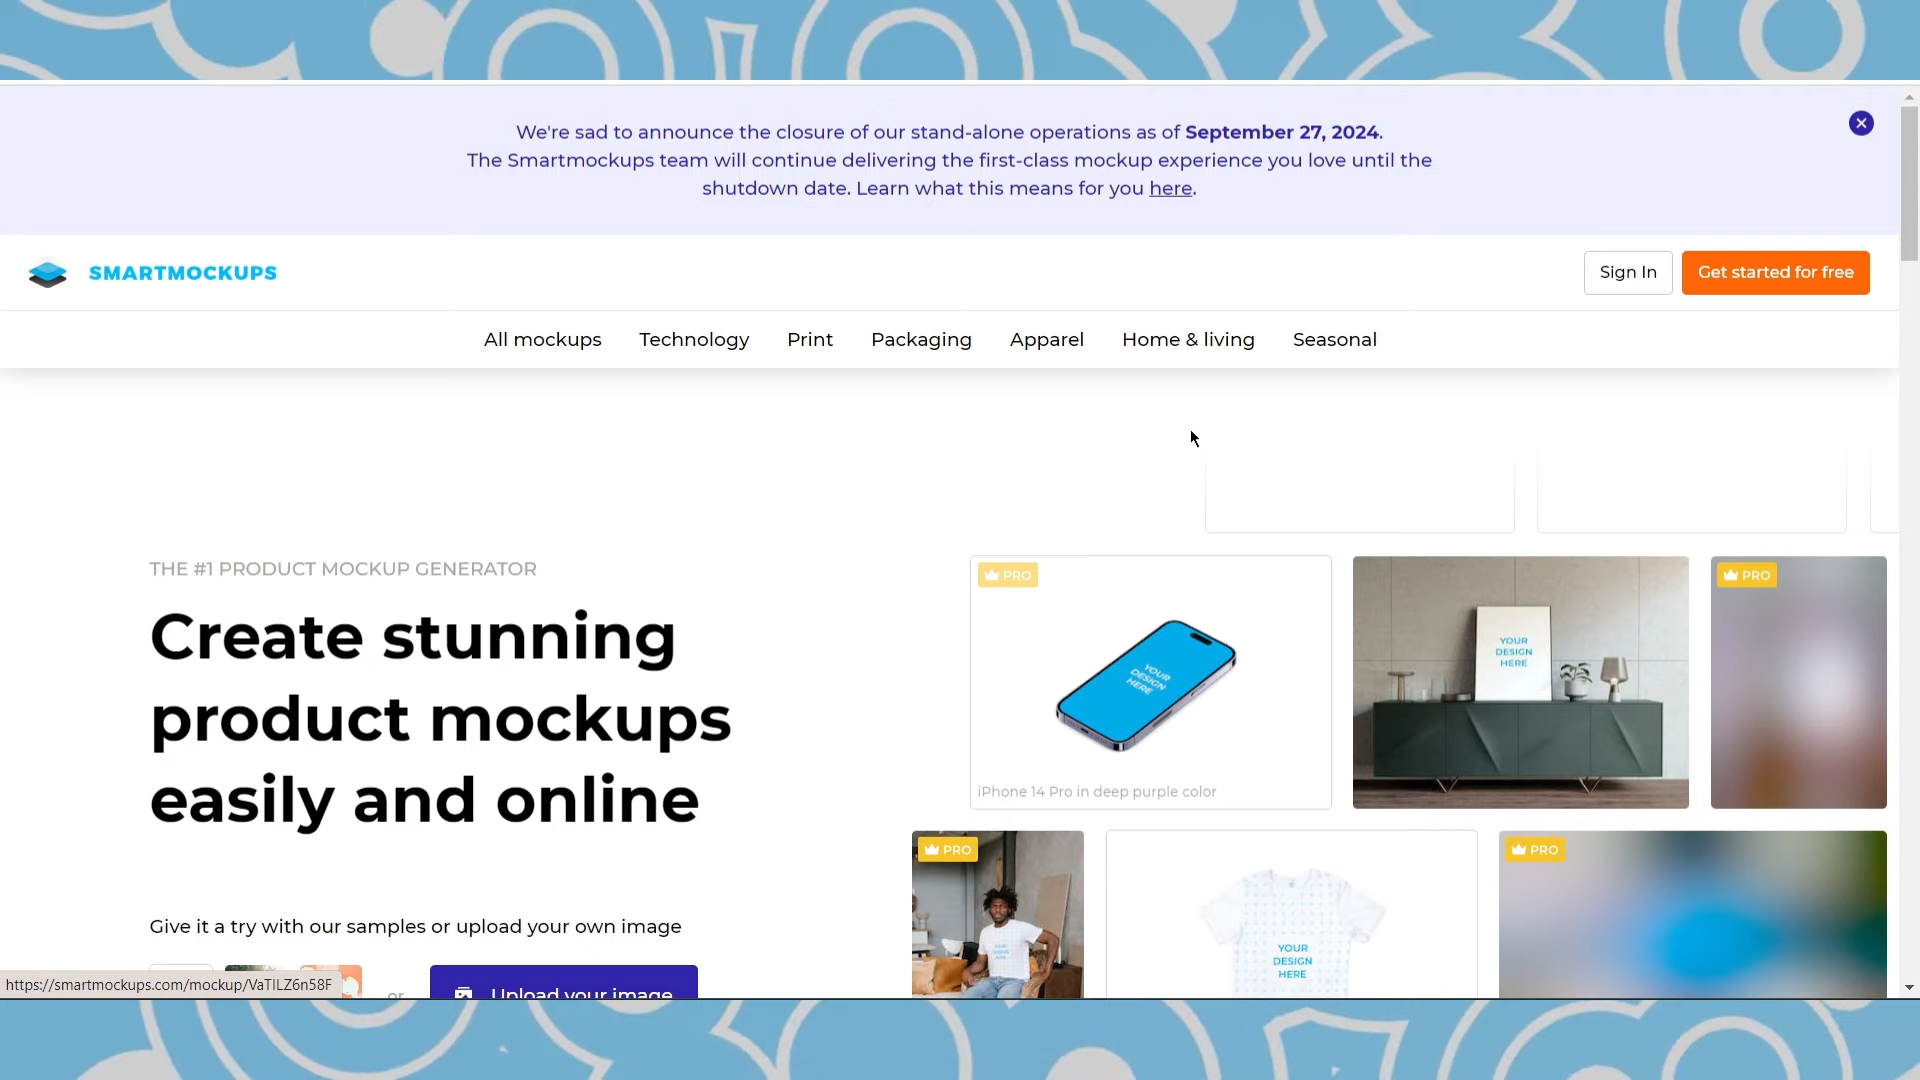 We're sad to announce the closure of our stand-alone operations as of September 27, 2024.
The Smartmockups team will continue delivering the first-class mockup experience you love until the
shutdown date. Learn what this means for you here.
SMARTMOCKUPS
Sign In
Get started for free
All mockups
Technology
Print
Packaging
Apparel
Home & living
Seasonal
THE #1 PRODUCT MOCKUP GENERATOR
Create stunning
product mockups
easily and online
PRO
YOUR
DESIGN
HERE
iPhone 14 Pro in deep purple color
YOUR
DESIGN
HERE
PRO
PRO
YOUR
DESIGN
HERE
PRO
Give it a try with our samples or upload your own image
or
Upload your image
https://smartmockups.com/mockup/VaTlLZ6n58F